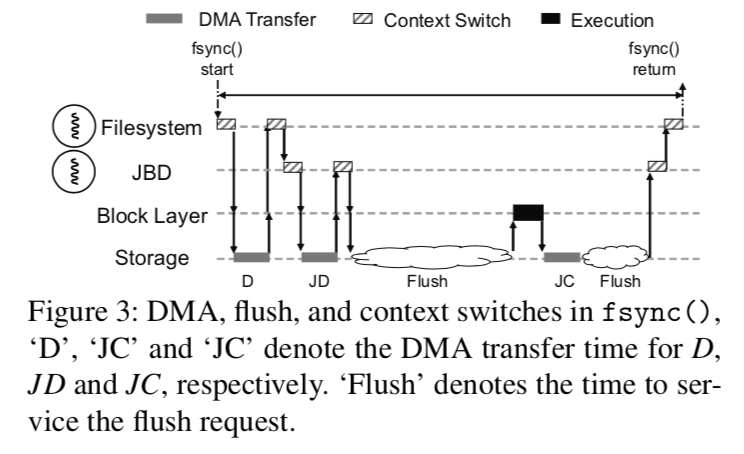 DMA Transfer Context Switch Execution
fsync() start
fsync() return
Filesystem
JBD
Block Layer
Storage
D JD Flush JC Flush
Figure 3: DMA, flush, and context switches in fsync(),
‘D’, ‘JC’ and ‘JC’ denote the DMA transfer time for D,
JD and JC, respectively. ‘Flush’ denotes the time to ser-
vice the flush request.